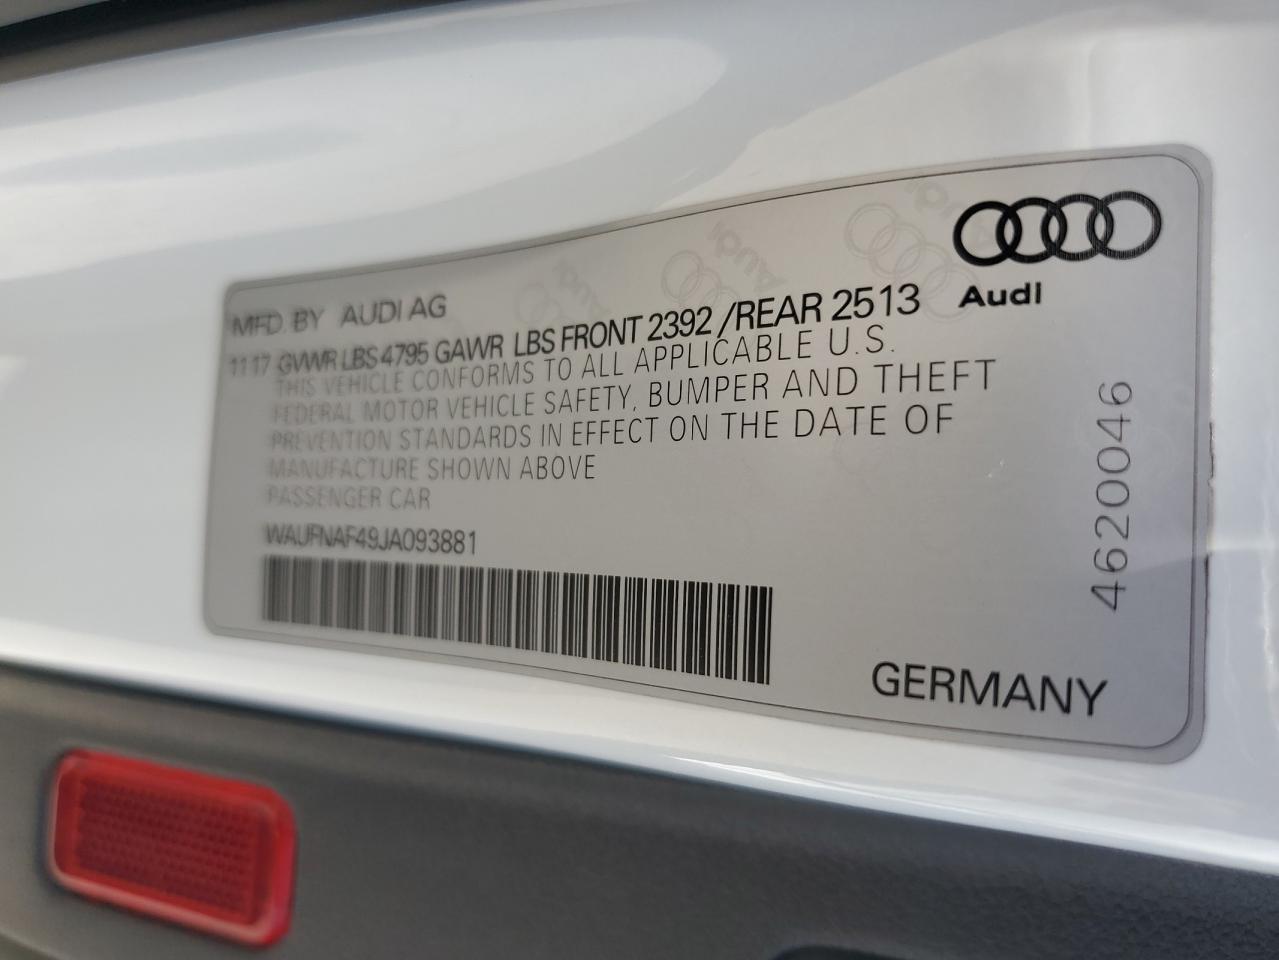 Audi
MFD. BY AUDI AG
11 17 GVWR LBS 4795 GAWR LBS FRONT 2392 /REAR 2513
THIS VEHICLE CONFORMS TO ALL APPLICABLE U.S.
FEDERAL MOTOR VEHICLE SAFETY, BUMPER AND THEFT
PREVENTION STANDARDS IN EFFECT ON THE DATE OF
MANUFACTURE SHOWN ABOVE
PASSENGER CAR
WAUFNAF49JA093881
4620046
GERMANY